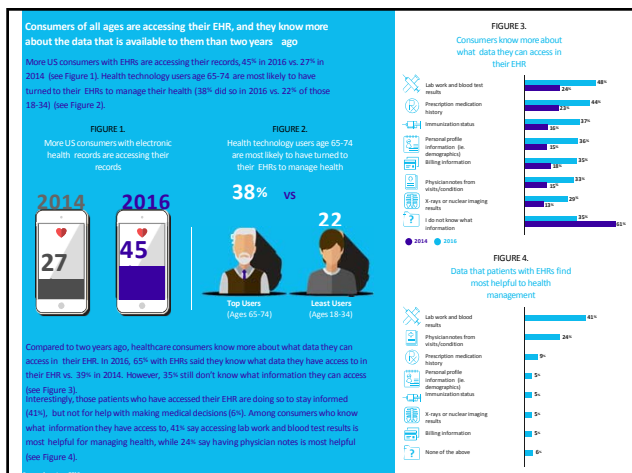 Consumers of all ages are accessing their EHR, and they know more
about the data that is available to them than two years ago
More US consumers with EHRs are accessing their records, 45% in 2016 vs. 27% in
2014 (see Figure 1). Health technology users age 65-74 are most likely to have
turned to their EHRs to manage their health (38% did so in 2016 vs. 22% of those
18-34) (see Figure 2).
FIGURE 1.
More US consumers with electronic
health records are accessing their
records
2014
2016
27
45
FIGURE 2.
Health technology users age 65-74
are most likely to have turned to
their EHRs to manage health
38% VS
22
Top Users
(Ages 65-74)
Least Users
(Ages 18-34)
Compared to two years ago, healthcare consumers know more about what data they can
access in their EHR. In 2016, 65% with EHRs said they know what data they have access to in
their EHR vs. 39% in 2014. However, 35% still don't know what information they can access
(see Figure 3).
Interestingly, those patients who have accessed their EHR are doing so to stay informed
(41%), but not for help with making medical decisions (6%). Among consumers who know
what information they have access to, 41% say accessing lab work and blood test results is
most helpful for managing health, while 24% say having physician notes is most helpful
(see Figure 4).
FIGURE 3.
Consumers know more about
what data they can access in
their EHR
Lab work and blood test
results
48%
24%
Prescription medication
history
44%
23%
Immunization status
37%
16%
Personal profile
information (ie.
demographics)
36%
15%
Billing information
35%
18%
Physician notes from
visits/condition
33%
15%
X-rays or nuclear imaging
results
29%
13%
I do not know what
information
35%
61%
2014 2016
FIGURE 4.
Data that patients with EHRs find
most helpful to health
management
Lab work and blood
results
41%
Physician notes from
visits/condition
24%
Prescription medication
history
9%
Personal profile
information (ie.
demographics)
5%
Immunization status
5%
X-rays or nuclear imaging
results
5%
Billing information
5%
None of the above
6%